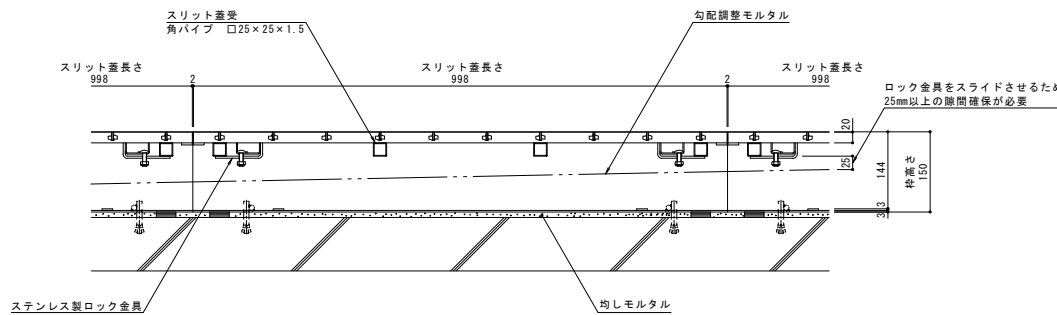 スリット蓋受
角パイプ □25×25×1.5
勾配調整モルタル
スリット蓋長さ
998
2
スリット蓋長さ
998
2
スリット蓋長さ
998
ロック金具をスライドさせるため
25mm以上の隙間確保が必要
20
25
144
枠高さ
150
3
3
ステンレス製ロック金具
均しモルタル